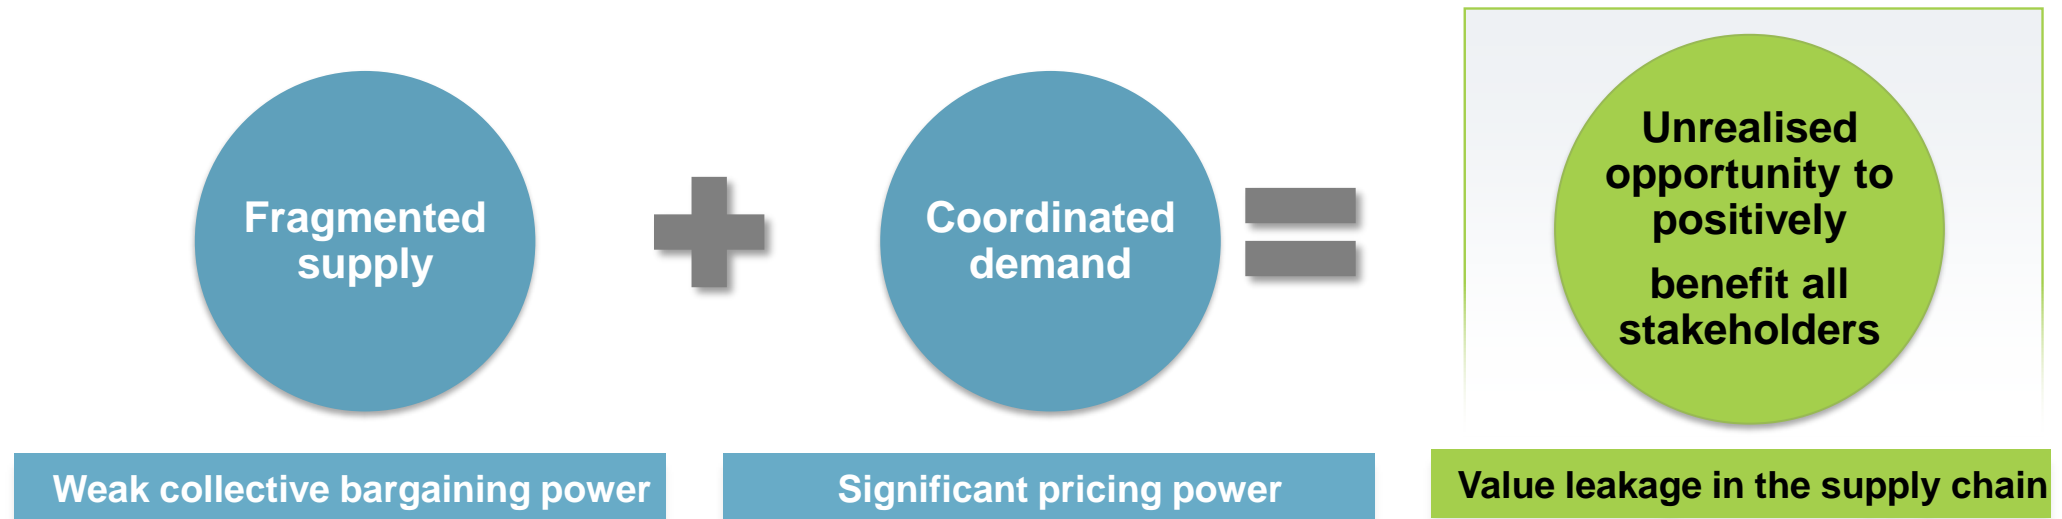 Fragmented
supply
Coordinated
demand
Unrealised
opportunity to
positively
benefit all
stakeholders
Weak collective bargaining power
Significant pricing power
Value leakage in the supply chain